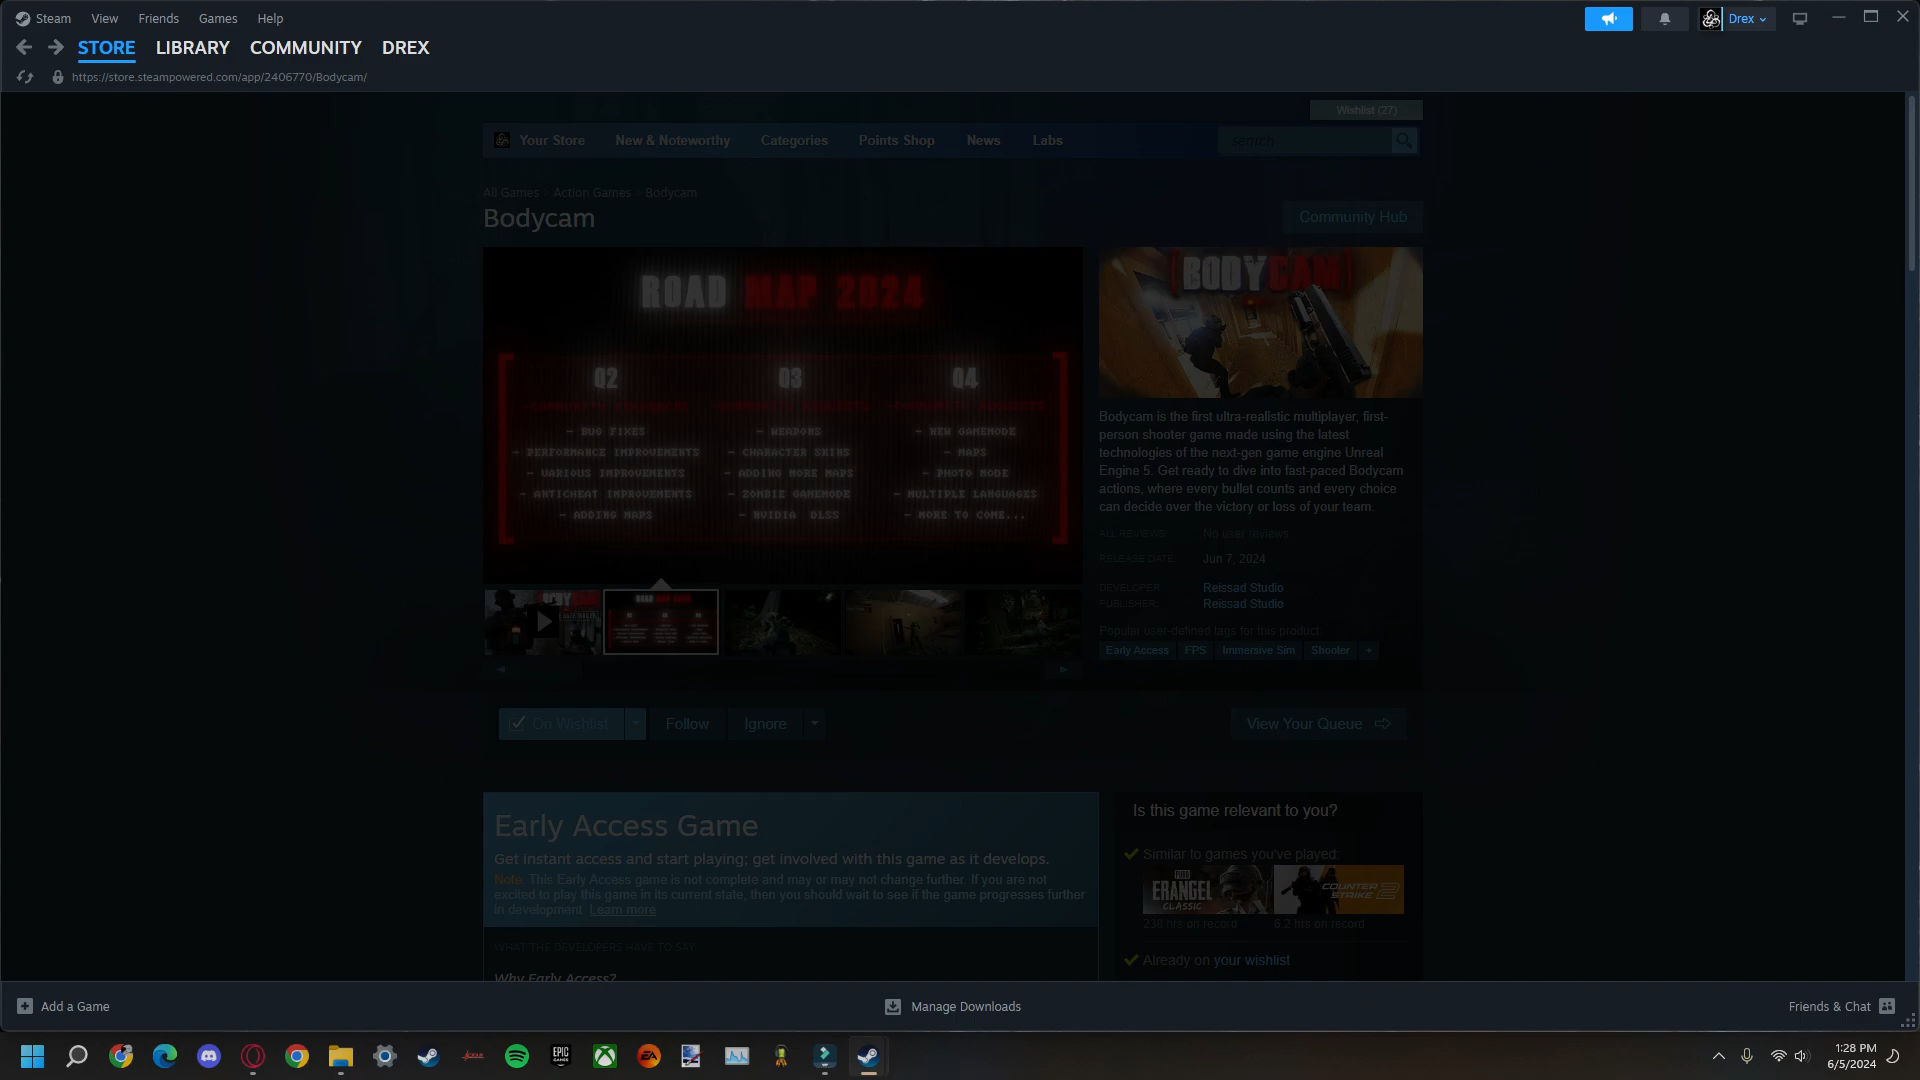 Steam View Friends Games Help
Drex
STORE LIBRARY COMMUNITY DREX
https://store.steampowered.com/app/2406770/Bodycam/
Wishlist (27)
Your Store New & Noteworthy Categories Points Shop News Labs
search
All Games Action Games Bodycam
Bodycam
Community Hub
ROAD MAP 2024
Q2 Q3 Q4
- BUG FIXES
- PERFORMANCE IMPROVEMENTS
- VARIOUS IMPROVEMENTS
- ANTICHEAT IMPROVEMENTS
- ADDING MAPS
- WEAPONS
- CHARACTER SKINS
- ADDING MORE MAPS
- ZOMBIE GAMEMODE
- NVIDIA DLSS
- NEW GAMEMODE
- MAPS
- PHOTO MODE
- MULTIPLE LANGUAGES
- MORE TO COME...
BODYCAM
Bodycam is the first ultra-realistic multiplayer, first-
person shooter game made using the latest
technologies of the next-gen game engine Unreal
Engine 5. Get ready to dive into fast-paced Bodycam
actions, where every bullet counts and every choice
can decide over the victory or loss of your team.
ALL REVIEWS: No user reviews
RELEASE DATE: Jun 7, 2024
DEVELOPER: Reissad Studio
PUBLISHER: Reissad Studio
Popular user-defined tags for this product:
Early Access FPS Immersive Sim Shooter +
On Wishlist Follow Ignore View Your Queue
Early Access Game
Get instant access and start playing; get involved with this game as it develops.
Note: This Early Access game is not complete and may or may not change further. If you are not
excited to play this game in its current state, then you should wait to see if the game progresses further
in development. Learn more
WHAT THE DEVELOPERS HAVE TO SAY:
Why Early Access?
Is this game relevant to you?
Similar to games you've played:
PUBG
ERANGEL
CLASSIC
COUNTER
STRIKE 2
239 hrs on record 5.2 hrs on record
Already on your wishlist
Add a Game Manage Downloads Friends & Chat
EPIC
GAMES
EA
1:28 PM
6/5/2024